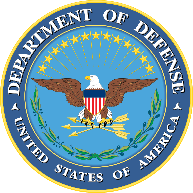 DEPARTMENT OF DEFENSE
UNITED STATES OF AMERICA